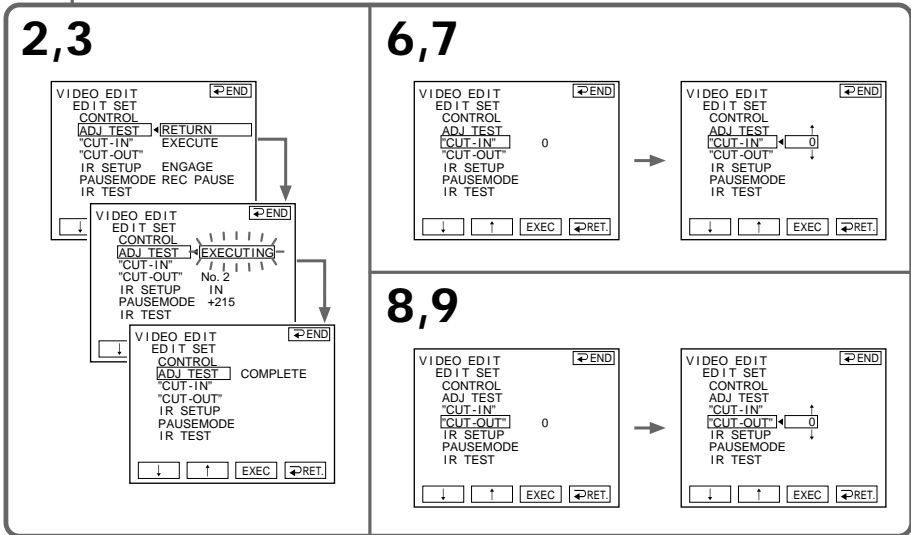 2,3
VIDEO EDIT ⮐END
EDIT SET
CONTROL
ADJ TEST ◂ RETURN
"CUT-IN" EXECUTE
"CUT-OUT"
IR SETUP ENGAGE
PAUSEMODE REC PAUSE
IR TEST
↓
VIDEO EDIT ⮐END
EDIT SET
CONTROL
ADJ TEST ◂ EXECUTING
"CUT-IN"
"CUT-OUT" No. 2
IR SETUP IN
PAUSEMODE +215
IR TEST
↓
VIDEO EDIT ⮐END
EDIT SET
CONTROL
ADJ TEST COMPLETE
"CUT-IN"
"CUT-OUT"
IR SETUP
PAUSEMODE
IR TEST
↓ ↑ EXEC ⮐RET.
6,7
VIDEO EDIT ⮐END
EDIT SET
CONTROL
ADJ TEST
"CUT-IN" 0
"CUT-OUT"
IR SETUP
PAUSEMODE
IR TEST
↓ ↑ EXEC ⮐RET.
VIDEO EDIT ⮐END
EDIT SET
CONTROL
ADJ TEST ↑
"CUT-IN" ◂ 0
"CUT-OUT" ↓
IR SETUP
PAUSEMODE
IR TEST
↓ ↑ EXEC ⮐RET.
8,9
VIDEO EDIT ⮐END
EDIT SET
CONTROL
ADJ TEST
"CUT-IN"
"CUT-OUT" 0
IR SETUP
PAUSEMODE
IR TEST
↓ ↑ EXEC ⮐RET.
VIDEO EDIT ⮐END
EDIT SET
CONTROL
ADJ TEST
"CUT-IN" ↑
"CUT-OUT" ◂ 0
IR SETUP ↓
PAUSEMODE
IR TEST
↓ ↑ EXEC ⮐RET.